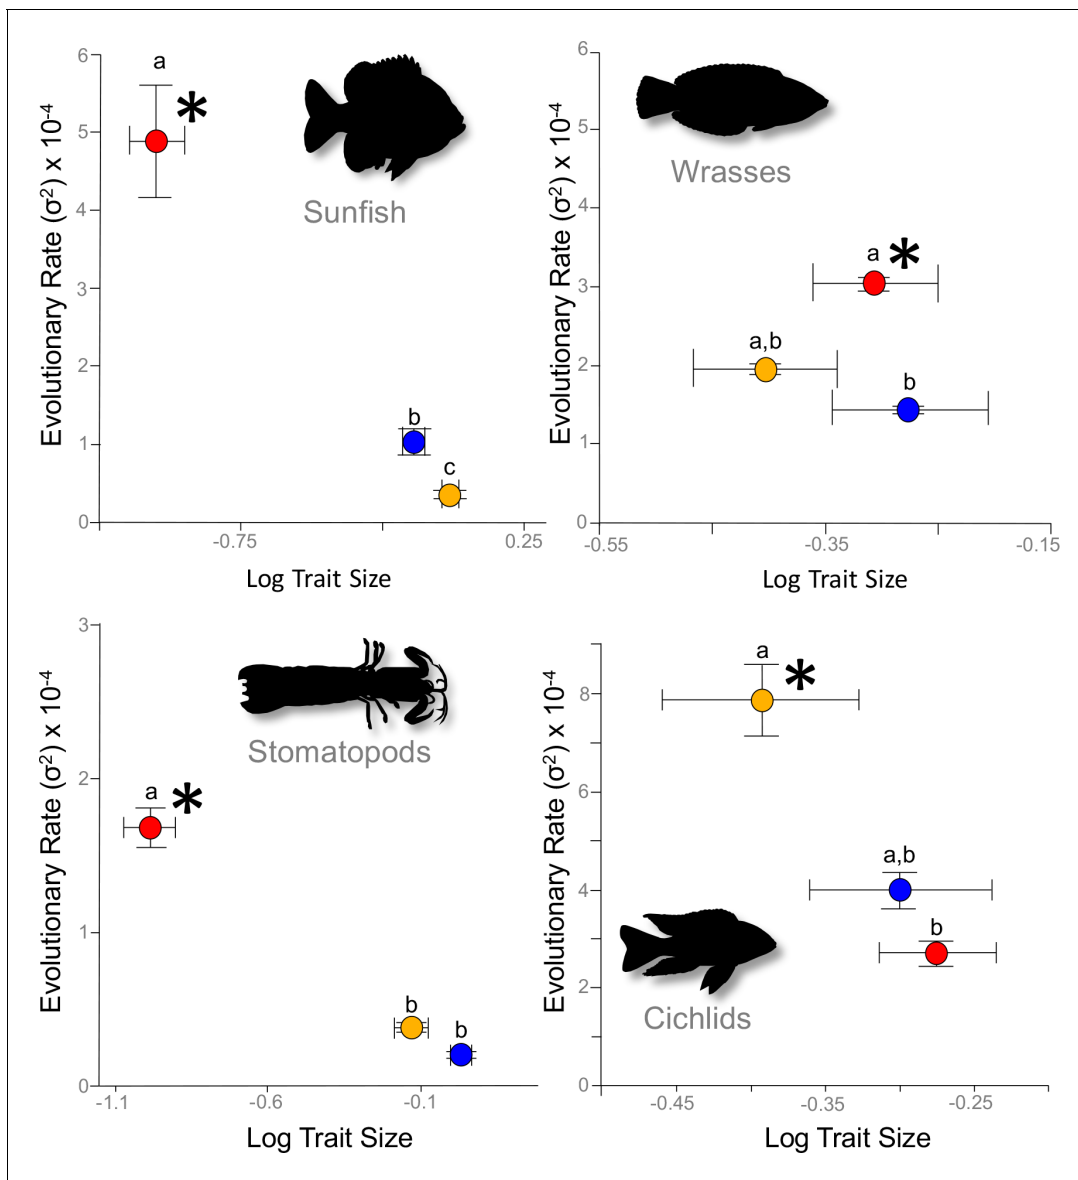 6
5
4
3
2
1
0
Evolutionary Rate (σ²) x 10⁻⁴
a
*
Sunfish
b
c
-0.75
0.25
Log Trait Size
6
5
4
3
2
1
0
Evolutionary Rate (σ²) x 10⁻⁴
Wrasses
a
*
a,b
b
-0.55
-0.35
-0.15
Log Trait Size
3
2
1
0
Evolutionary Rate (σ²) x 10⁻⁴
Stomatopods
a
*
b
b
-1.1
-0.6
-0.1
Log Trait Size
8
6
4
2
0
Evolutionary Rate (σ²) x 10⁻⁴
a
*
a,b
b
Cichlids
-0.45
-0.35
-0.25
Log Trait Size